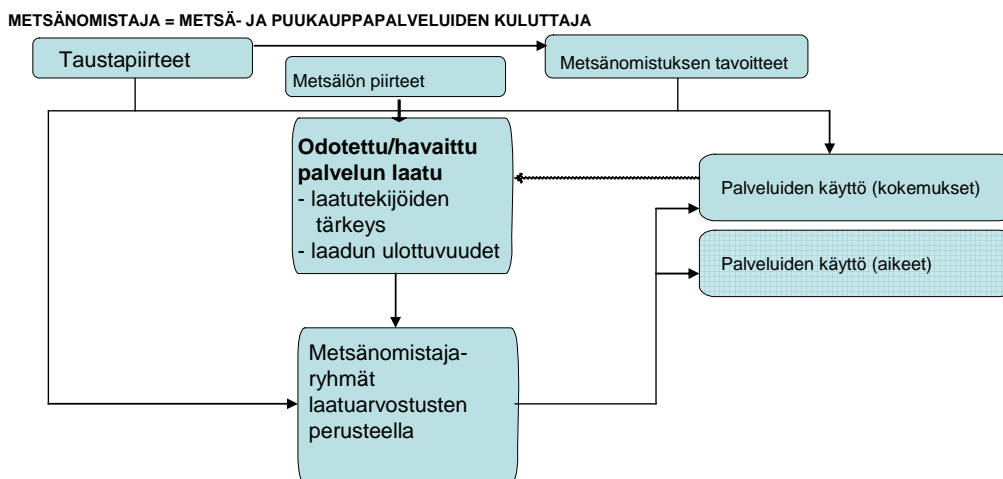 METSÄNOMISTAJA = METSÄ- JA PUUKAUPPAPALVELUIDEN KULUTTAJA
Taustapiirteet
Metsälön piirteet
Metsänomistuksen tavoitteet
Odotettu/havaittu
palvelun laatu
- laatutekijöiden
tärkeys
- laadun ulottuvuudet
Palveluiden käyttö (kokemukset)
Palveluiden käyttö (aikeet)
Metsänomistaja-
ryhmät
laatuarvostusten
perusteella